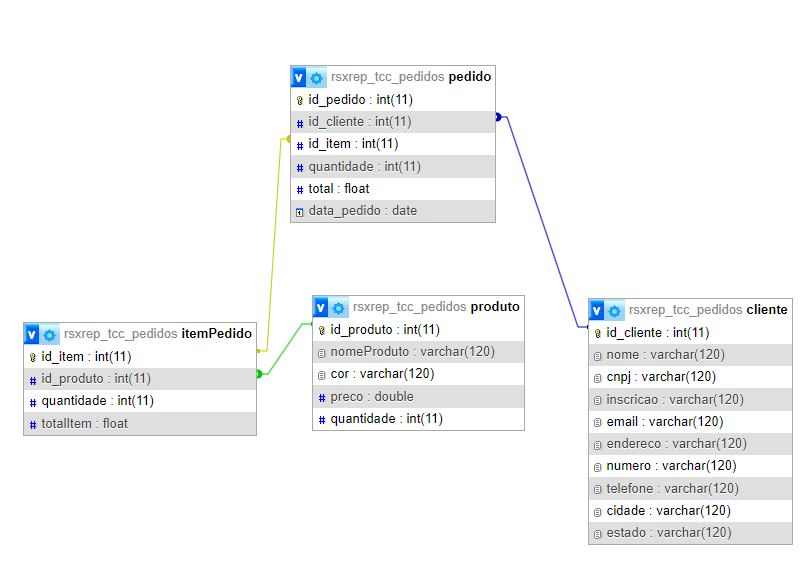 rsxrep_tcc_pedidos pedido
id_pedido : int(11)
id_cliente : int(11)
id_item : int(11)
quantidade : int(11)
total : float
data_pedido : date
rsxrep_tcc_pedidos produto
id_produto : int(11)
nomeProduto : varchar(120)
cor : varchar(120)
preco : double
quantidade : int(11)
rsxrep_tcc_pedidos cliente
id_cliente : int(11)
nome : varchar(120)
cnpj : varchar(120)
inscricao : varchar(120)
email : varchar(120)
endereco : varchar(120)
numero : varchar(120)
telefone : varchar(120)
cidade : varchar(120)
estado : varchar(120)
rsxrep_tcc_pedidos itemPedido
id_item : int(11)
id_produto : int(11)
quantidade : int(11)
totalItem : float